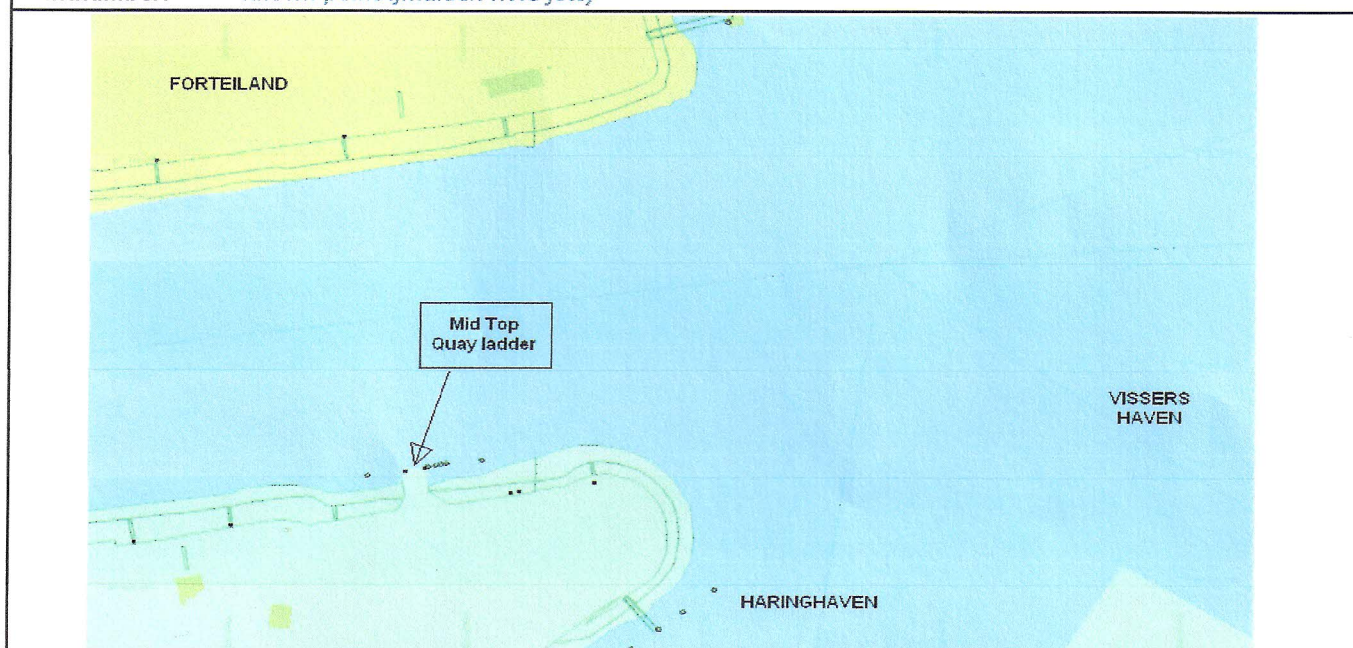 FORTEILAND
Mid Top
Quay ladder
VISSERS
HAVEN
HARINGHAVEN